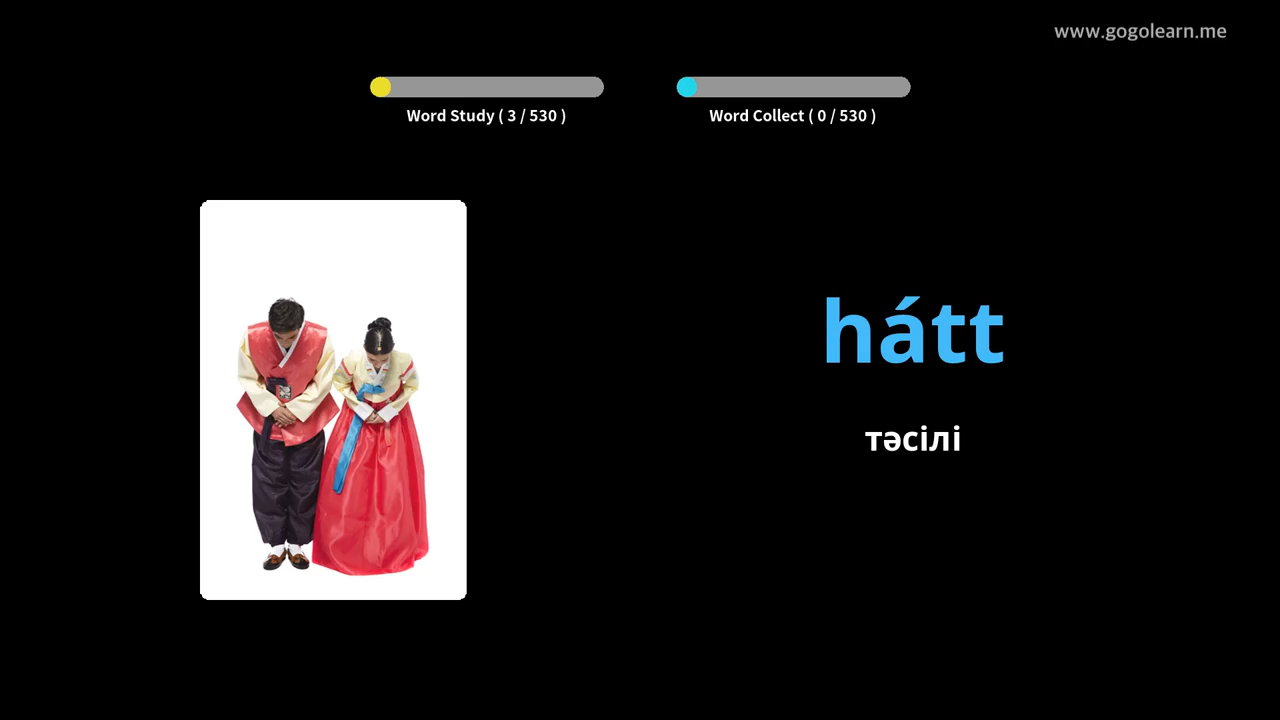 www.gogolearn.me
Word Study ( 3 / 530 )
Word Collect ( 0 / 530 )
hátt
тәсілі